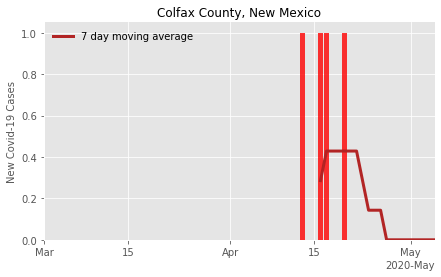 Colfax County, New Mexico
7 day moving average
New Covid-19 Cases
1.0
0.8
0.6
0.4
0.2
0.0
Mar 15 Apr 15 May
2020-May